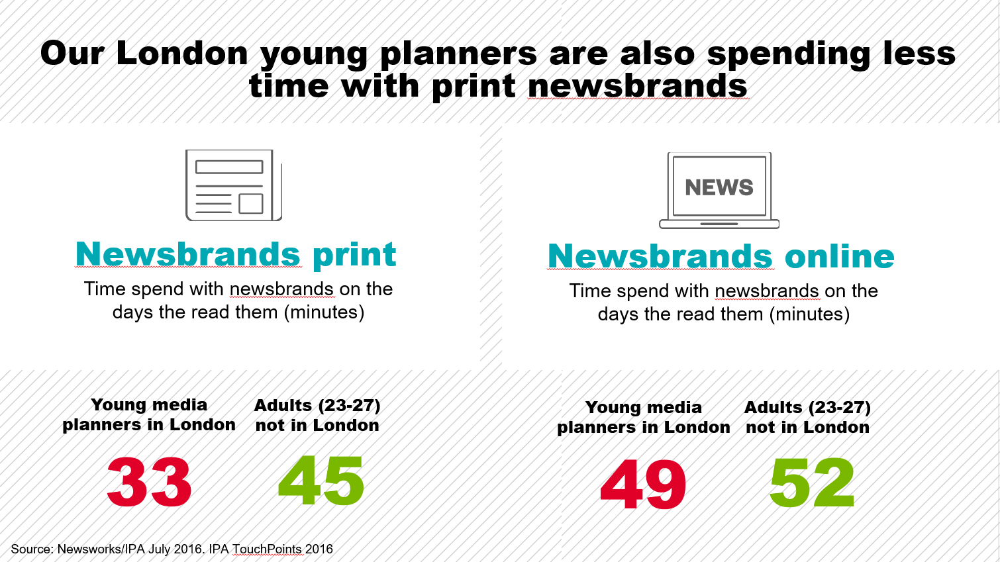 Our London young planners are also spending less
time with print newsbrands
NEWS
Newsbrands print
Time spend with newsbrands on the
days the read them (minutes)
Newsbrands online
Time spend with newsbrands on the
days the read them (minutes)
Young media
planners in London
33
Adults (23-27)
not in London
45
Young media
planners in London
49
Adults (23-27)
not in London
52
Source: Newsworks/IPA July 2016. IPA TouchPoints 2016